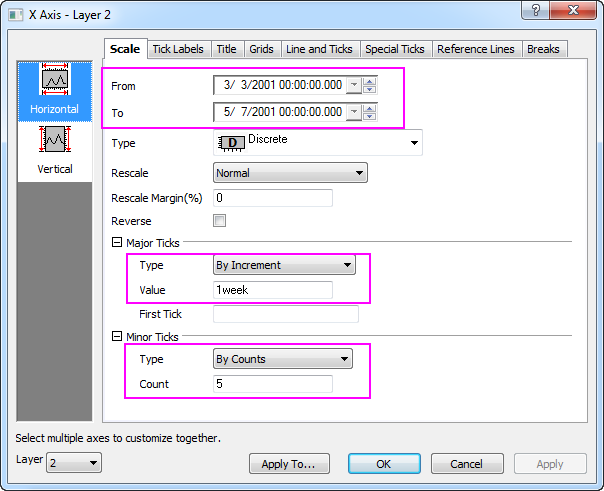 X Axis - Layer 2
Scale Tick Labels Title Grids Line and Ticks Special Ticks Reference Lines Breaks
Horizontal
Vertical
From 3/ 3/2001 00:00:00.000
To 5/ 7/2001 00:00:00.000
Type D Discrete
Rescale Normal
Rescale Margin(%) 0
Reverse
Major Ticks
Type By Increment
Value 1week
First Tick
Minor Ticks
Type By Counts
Count 5
Select multiple axes to customize together.
Layer 2 Apply To... OK Cancel Apply